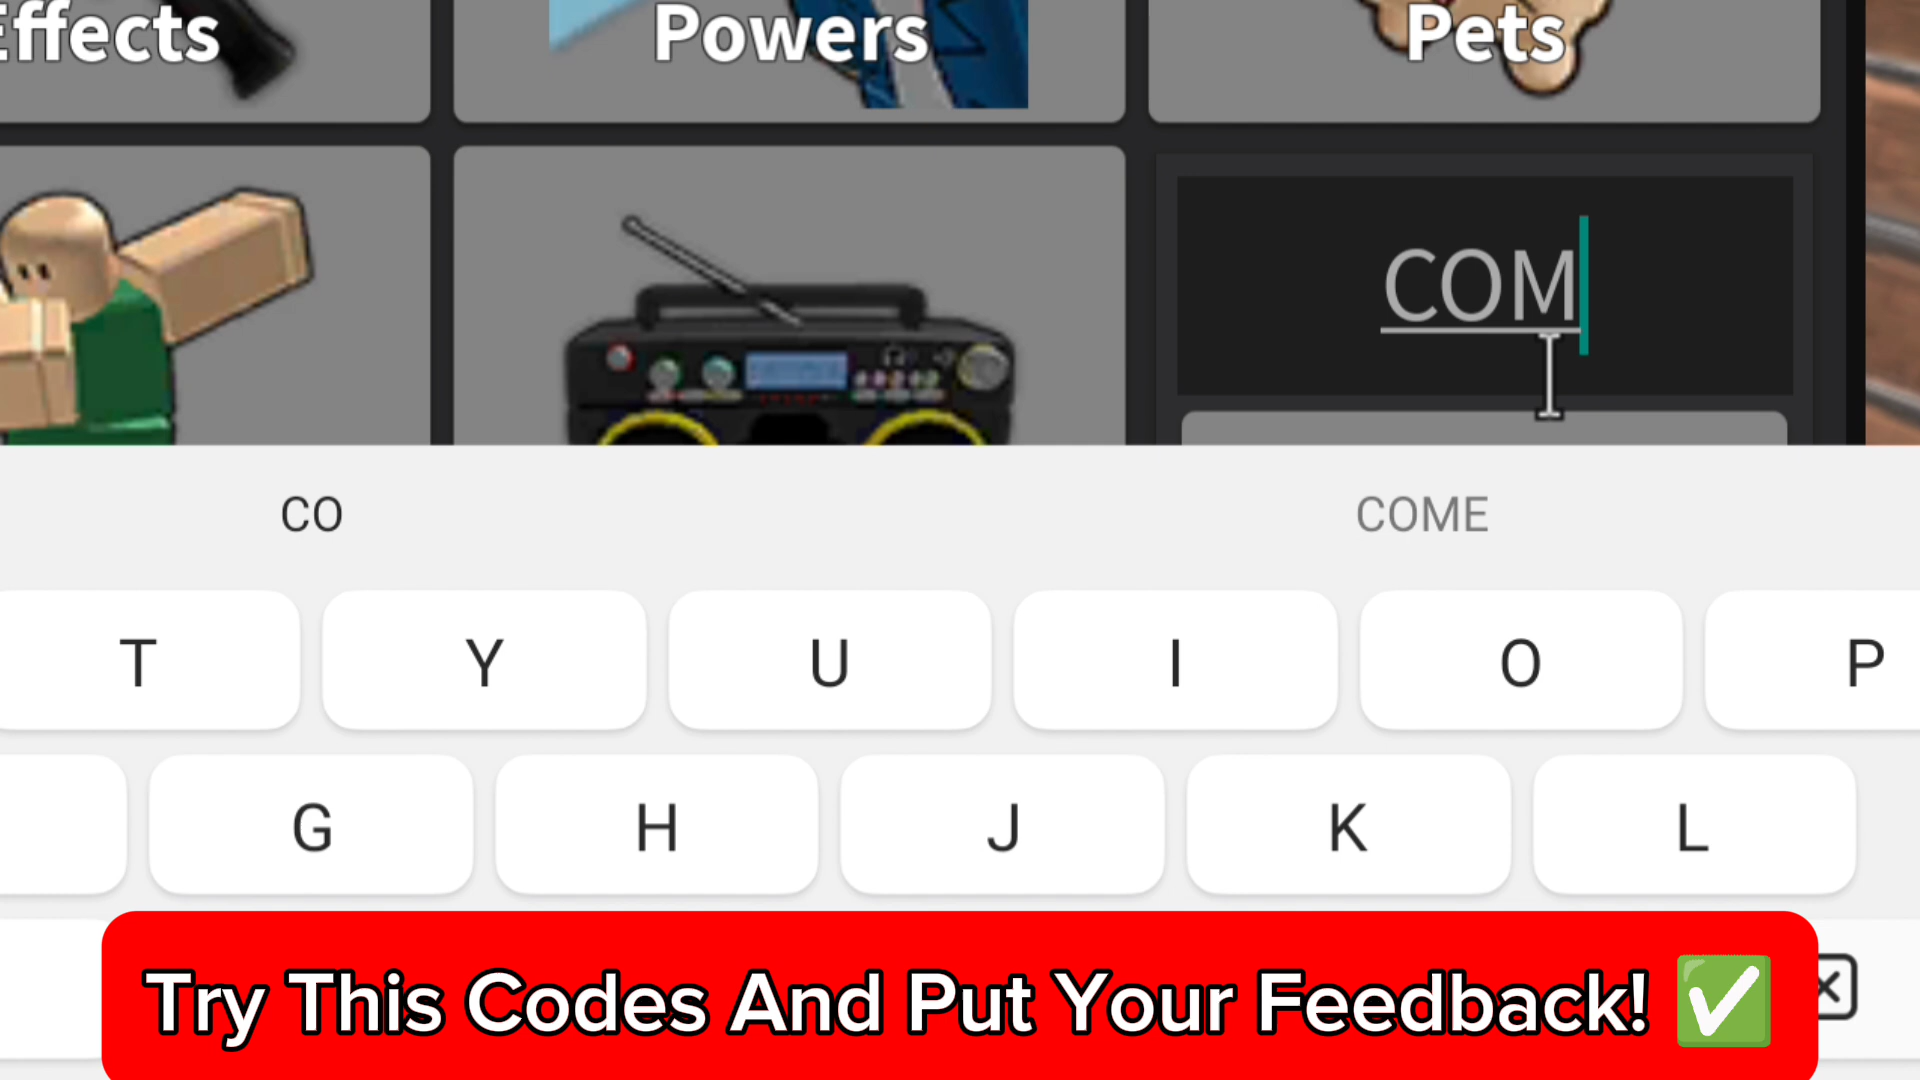 Effects
Powers
Pets
COM
CO
COME
T Y U I O P
G H J K L
Try This Codes And Put Your Feedback! ✅